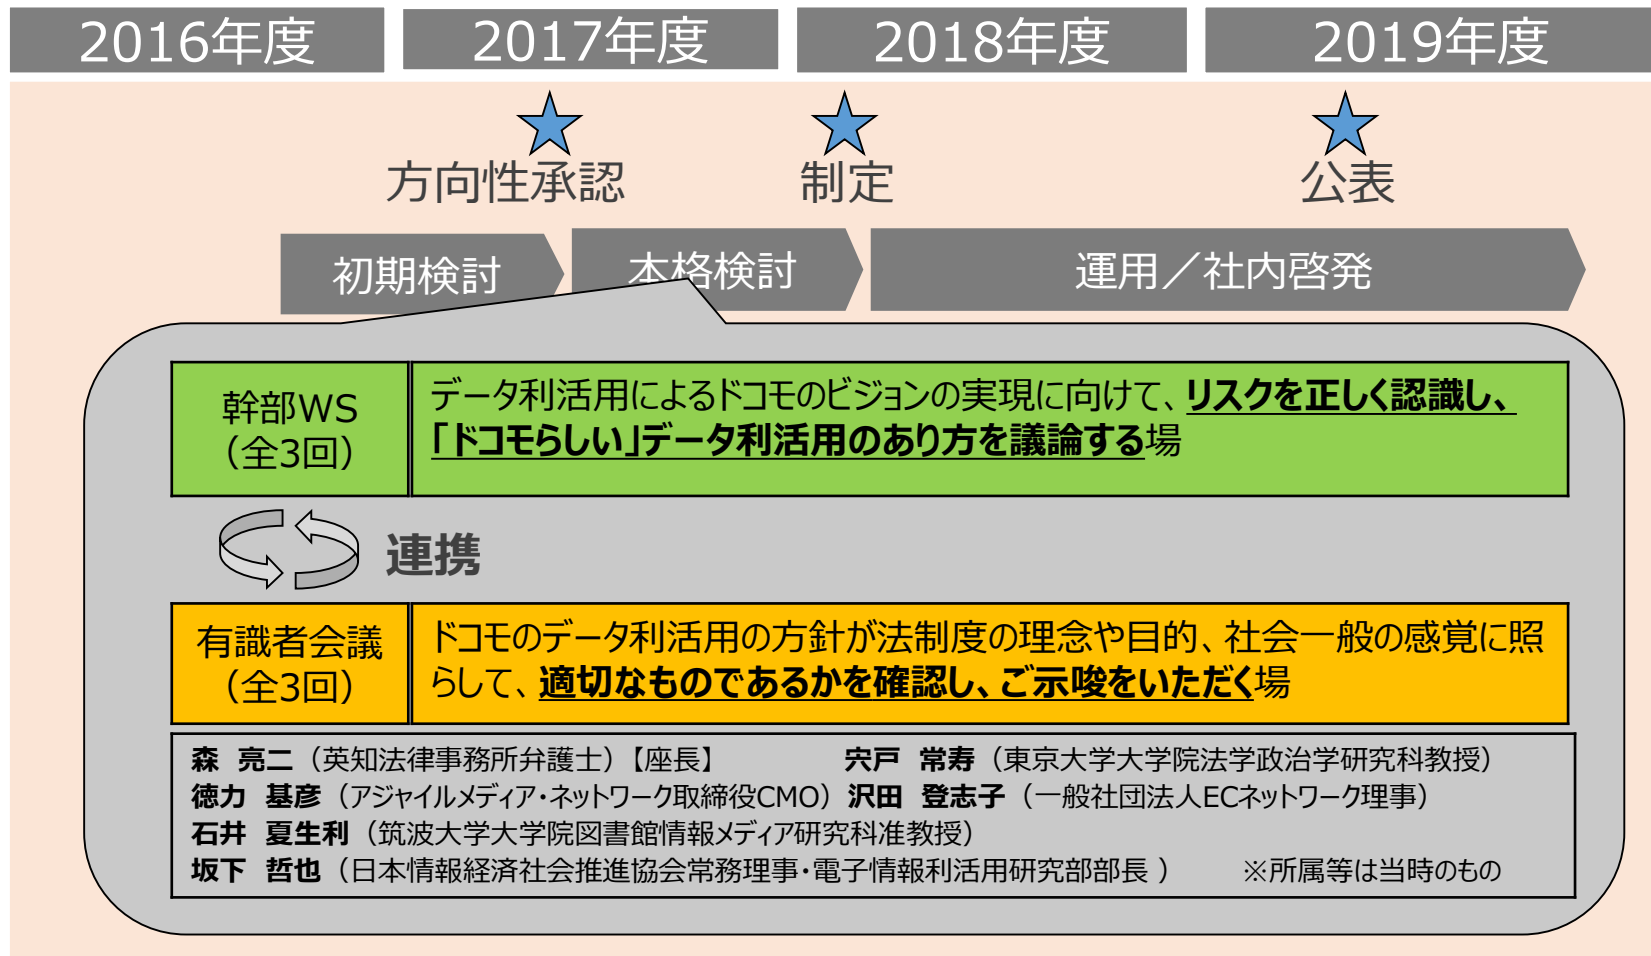 2016年度 2017年度 2018年度 2019年度
方向性承認 制定 公表
初期検討 本格検討 運用／社内啓発
幹部WS
（全3回）
データ利活用によるドコモのビジョンの実現に向けて、リスクを正しく認識し、
「ドコモらしい」データ利活用のあり方を議論する場
連携
有識者会議
（全3回）
ドコモのデータ利活用の方針が法制度の理念や目的、社会一般の感覚に照
らして、適切なものであるかを確認し、ご示唆をいただく場
森　亮二（英知法律事務所弁護士）【座長】 宍戸　常寿（東京大学大学院法学政治学研究科教授）
徳力　基彦（アジャイルメディア・ネットワーク取締役CMO）沢田　登志子（一般社団法人ECネットワーク理事）
石井　夏生利（筑波大学大学院図書館情報メディア研究科准教授）
坂下　哲也（日本情報経済社会推進協会常務理事・電子情報利活用研究部部長 ） ※所属等は当時のもの